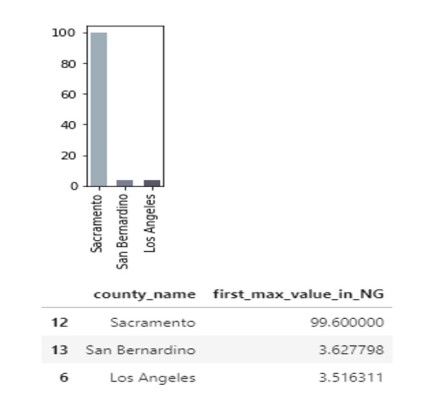 100
80
60
40
20
0
Sacramento
San Bernardino
Los Angeles
county_name first_max_value_in_NG
12 Sacramento 99.600000
13 San Bernardino 3.627798
6 Los Angeles 3.516311